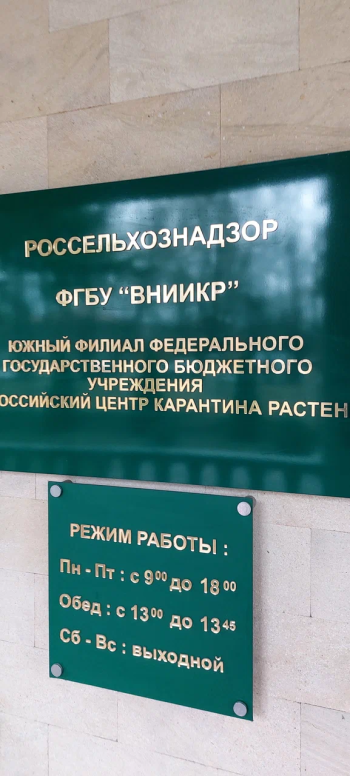 РОССЕЛЬХОЗНАДЗОР
ФГБУ “ВНИИКР”
ЮЖНЫЙ ФИЛИАЛ ФЕДЕРАЛЬНОГО
ГОСУДАРСТВЕННОГО БЮДЖЕТНОГО
УЧРЕЖДЕНИЯ
ОССИЙСКИЙ ЦЕНТР КАРАНТИНА РАСТЕН
РЕЖИМ РАБОТЫ :
Пн - Пт : с 9⁰⁰ до 18⁰⁰
Обед : с 13⁰⁰ до 13⁴⁵
Сб - Вс : выходной